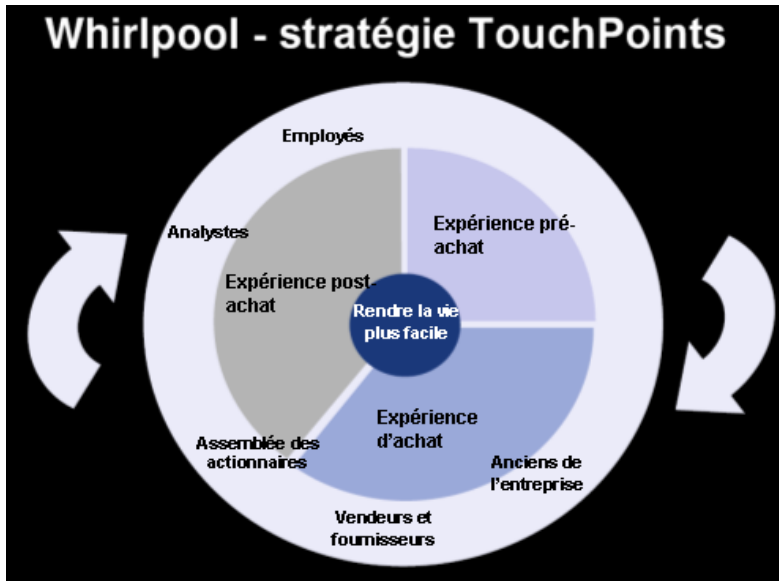 Whirlpool - stratégie TouchPoints
Employés
Analystes
Expérience pré-
achat
Expérience post-
achat
Rendre la vie
plus facile
Expérience
d'achat
Assemblée des
actionnaires
Anciens de
l'entreprise
Vendeurs et
fournisseurs